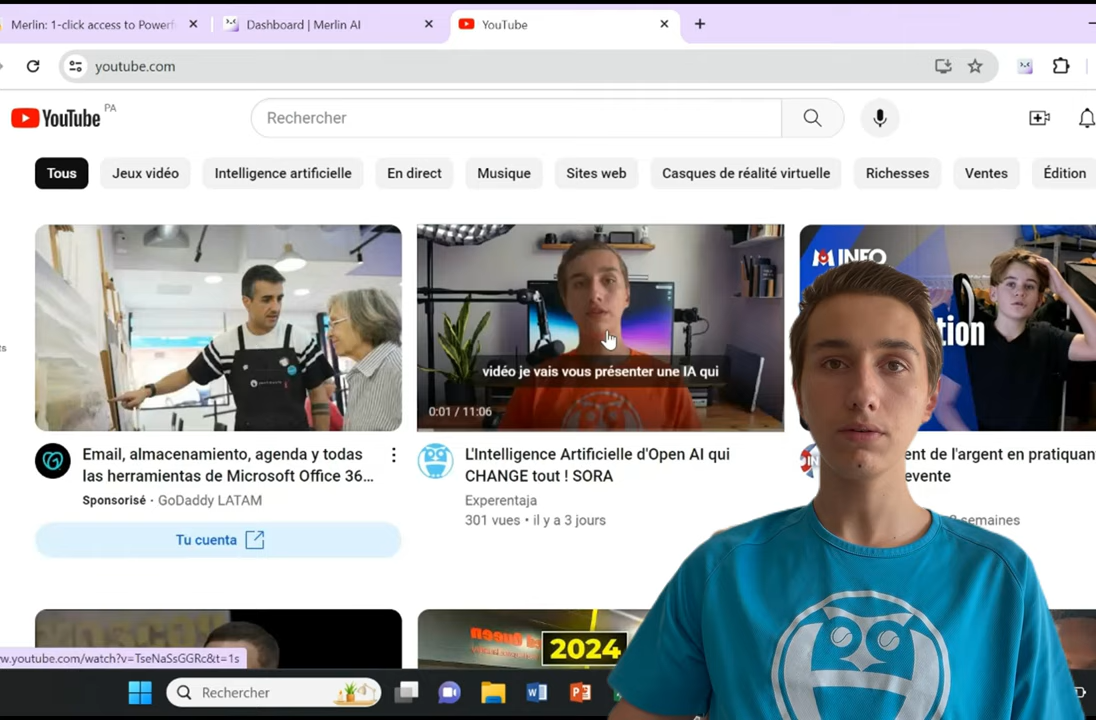 Merlin: 1-click access to Powerf
Dashboard | Merlin AI
YouTube
youtube.com
YouTube PA
Rechercher
Tous
Jeux vidéo
Intelligence artificielle
En direct
Musique
Sites web
Casques de réalité virtuelle
Richesses
Ventes
Édition
vidéo je vais vous présenter une IA qui
0:01 / 11:06
INFO
tion
Email, almacenamiento, agenda y todas
las herramientas de Microsoft Office 36...
Sponsorisé · GoDaddy LATAM
Tu cuenta
L'Intelligence Artificielle d'Open AI qui
CHANGE tout ! SORA
Experentaja
301 vues · il y a 3 jours
ent de l'argent en pratiquan
evente
semaines
2024
w.youtube.com/watch?v=TseNaSsGGRc&t=1s
Rechercher